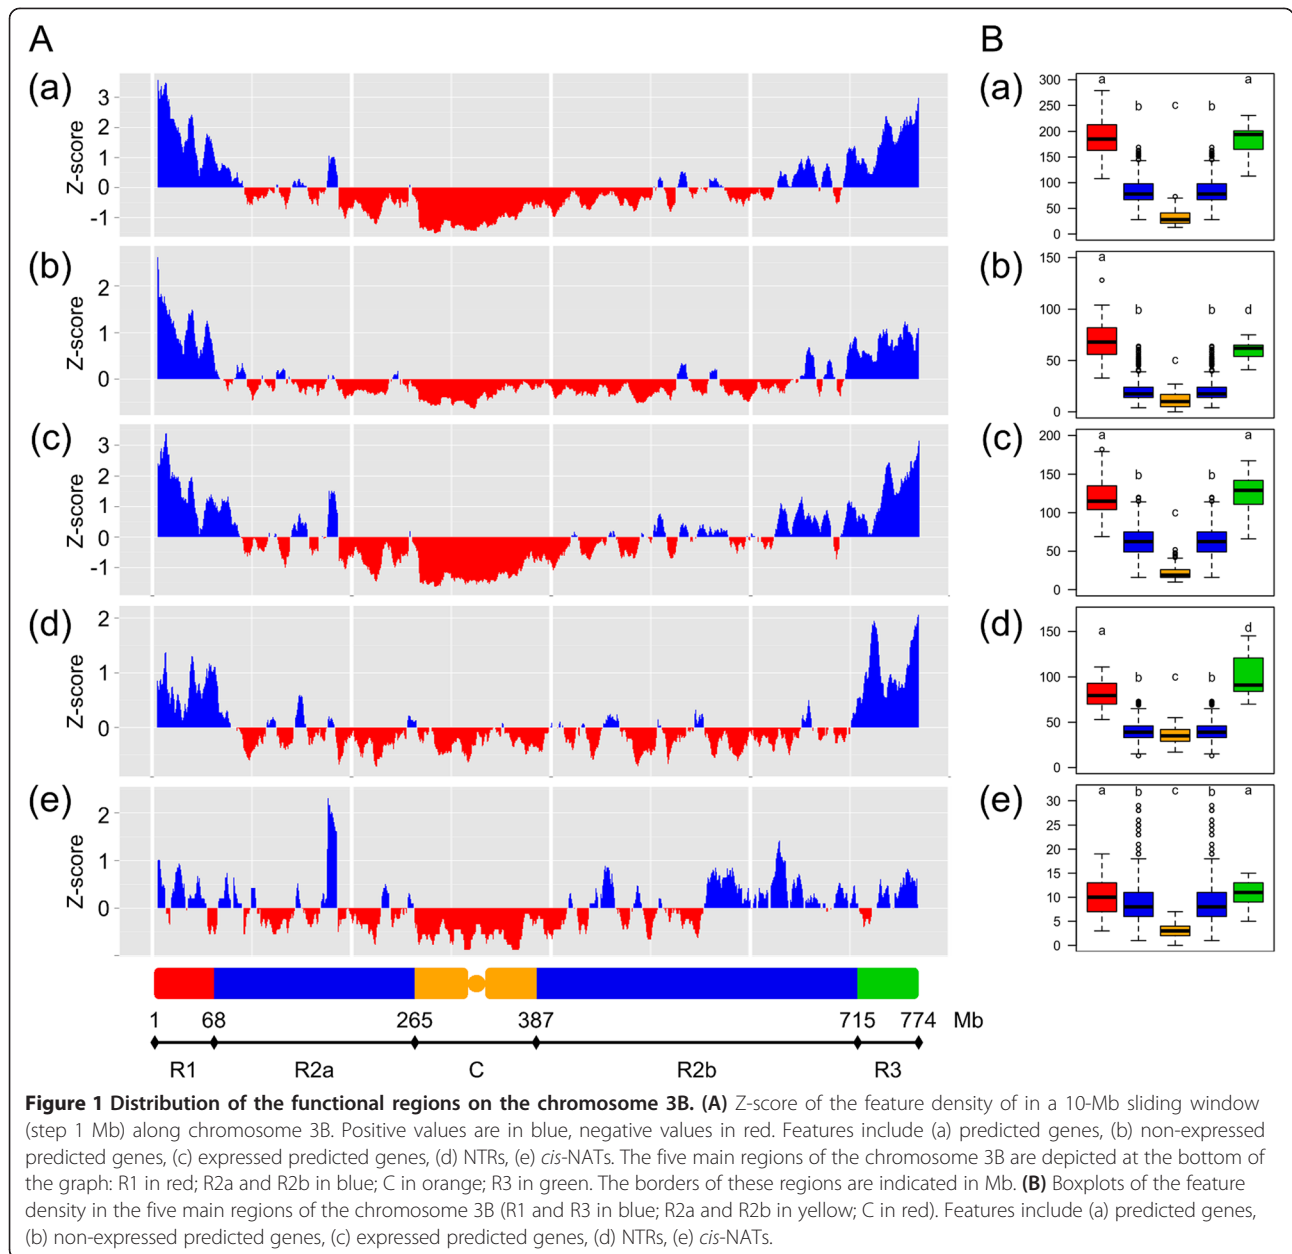 A
B
(a)
Z-score
3
2
1
0
-1
(b)
Z-score
2
1
0
(c)
Z-score
3
2
1
0
-1
(d)
Z-score
2
1
0
(e)
Z-score
2
1
0
1 68 265 387 715 774 Mb
R1 R2a C R2b R3
(a)
300
250
200
150
100
50
0
a b c b a
(b)
150
100
50
0
a b c b d
(c)
200
150
100
50
0
a b c b a
(d)
150
100
50
0
a b c b d
(e)
30
25
20
15
10
5
0
a b c b a
Figure 1 Distribution of the functional regions on the chromosome 3B. (A) Z-score of the feature density of in a 10-Mb sliding window
(step 1 Mb) along chromosome 3B. Positive values are in blue, negative values in red. Features include (a) predicted genes, (b) non-expressed
predicted genes, (c) expressed predicted genes, (d) NTRs, (e) cis-NATs. The five main regions of the chromosome 3B are depicted at the bottom of
the graph: R1 in red; R2a and R2b in blue; C in orange; R3 in green. The borders of these regions are indicated in Mb. (B) Boxplots of the feature
density in the five main regions of the chromosome 3B (R1 and R3 in blue; R2a and R2b in yellow; C in red). Features include (a) predicted genes,
(b) non-expressed predicted genes, (c) expressed predicted genes, (d) NTRs, (e) cis-NATs.